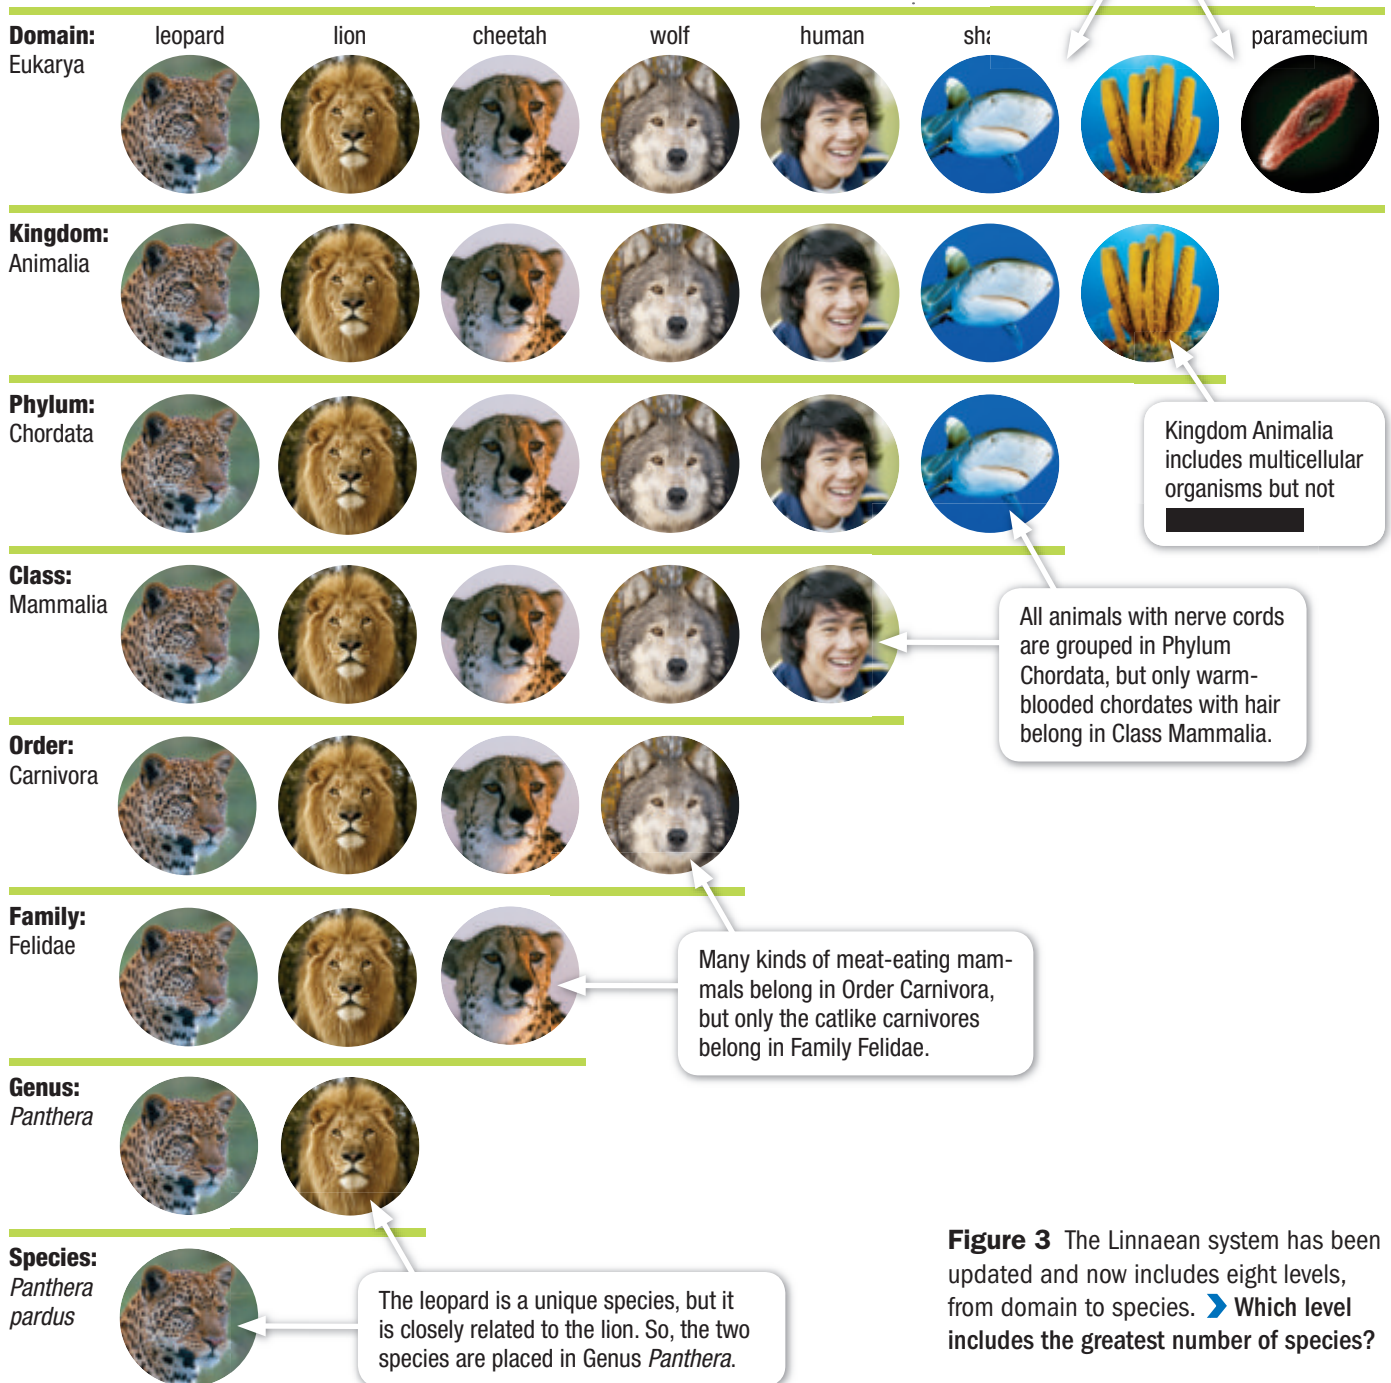 Domain:
Eukarya
leopard
lion
cheetah
wolf
human
paramecium
Kingdom:
Animalia
Phylum:
Chordata
Kingdom Animalia
includes multicellular
organisms but not
Class:
Mammalia
All animals with nerve cords
are grouped in Phylum
Chordata, but only warm-
blooded chordates with hair
belong in Class Mammalia.
Order:
Carnivora
Family:
Felidae
Many kinds of meat-eating mam-
mals belong in Order Carnivora,
but only the catlike carnivores
belong in Family Felidae.
Genus:
Panthera
Species:
Panthera
pardus
The leopard is a unique species, but it
is closely related to the lion. So, the two
species are placed in Genus Panthera.
Figure 3 The Linnaean system has been
updated and now includes eight levels,
from domain to species. Which level
includes the greatest number of species?